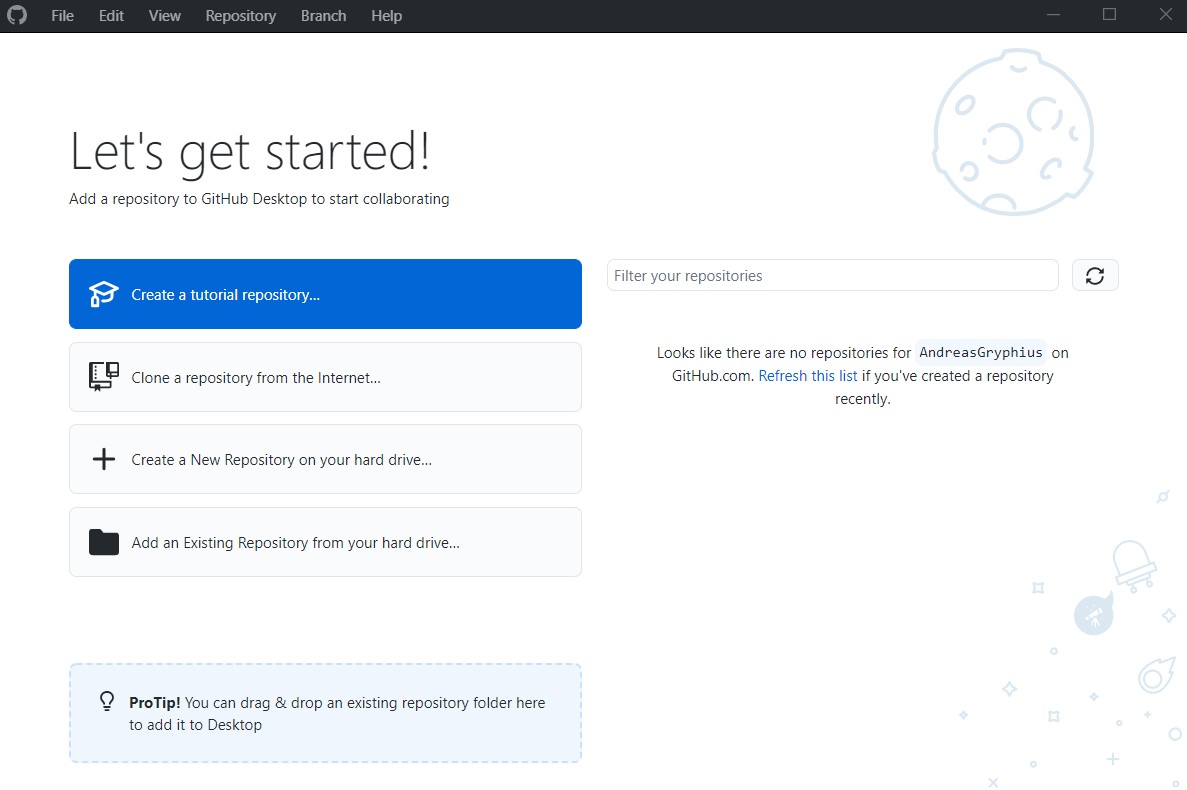 File Edit View Repository Branch Help
Let's get started!
Add a repository to GitHub Desktop to start collaborating
Create a tutorial repository...
Clone a repository from the Internet...
Create a New Repository on your hard drive...
Add an Existing Repository from your hard drive...
ProTip! You can drag & drop an existing repository folder here
to add it to Desktop
Filter your repositories
Looks like there are no repositories for AndreasGryphius on
GitHub.com. Refresh this list if you've created a repository
recently.